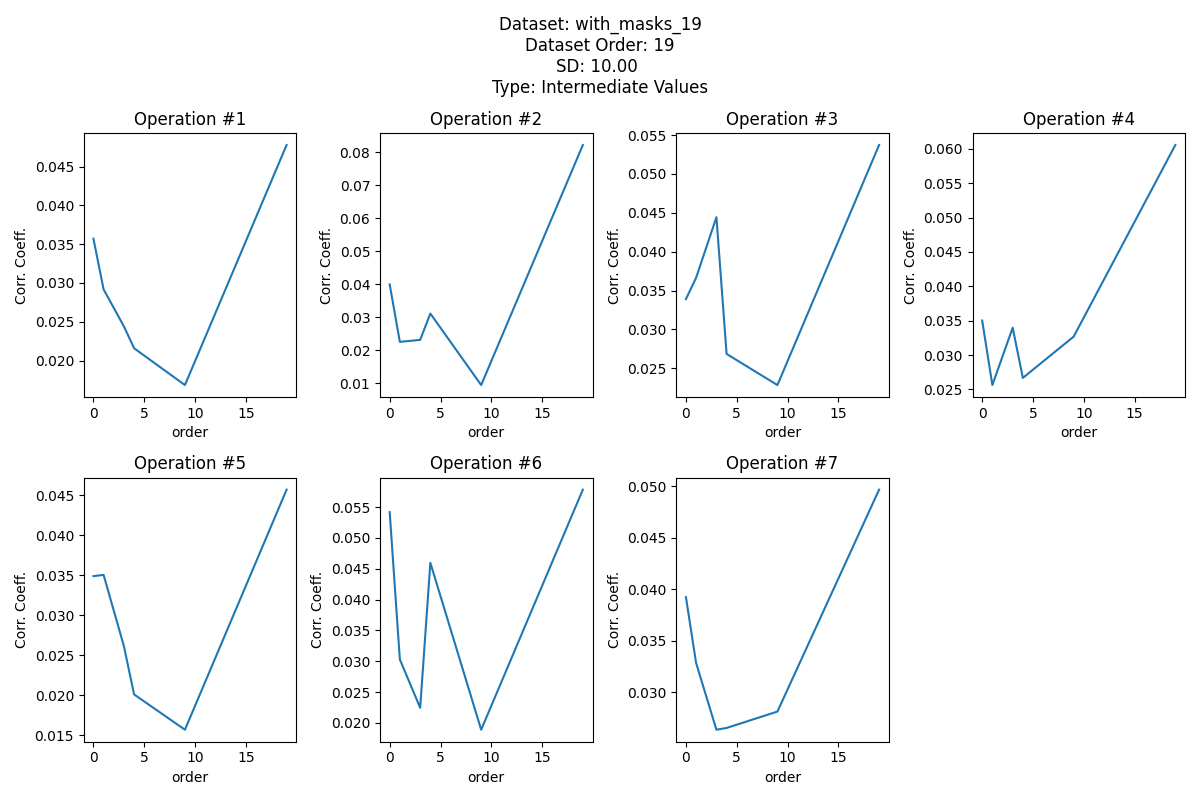 Dataset: with_masks_19
Dataset Order: 19
SD: 10.00
Type: Intermediate Values
Operation #1
0.045
0.040
0.035
0.030
0.025
0.020
Corr. Coeff.
0 5 10 15
order
Operation #2
0.08
0.07
0.06
0.05
0.04
0.03
0.02
0.01
Corr. Coeff.
0 5 10 15
order
Operation #3
0.055
0.050
0.045
0.040
0.035
0.030
0.025
Corr. Coeff.
0 5 10 15
order
Operation #4
0.060
0.055
0.050
0.045
0.040
0.035
0.030
0.025
Corr. Coeff.
0 5 10 15
order
Operation #5
0.045
0.040
0.035
0.030
0.025
0.020
0.015
Corr. Coeff.
0 5 10 15
order
Operation #6
0.055
0.050
0.045
0.040
0.035
0.030
0.025
0.020
Corr. Coeff.
0 5 10 15
order
Operation #7
0.050
0.045
0.040
0.035
0.030
Corr. Coeff.
0 5 10 15
order